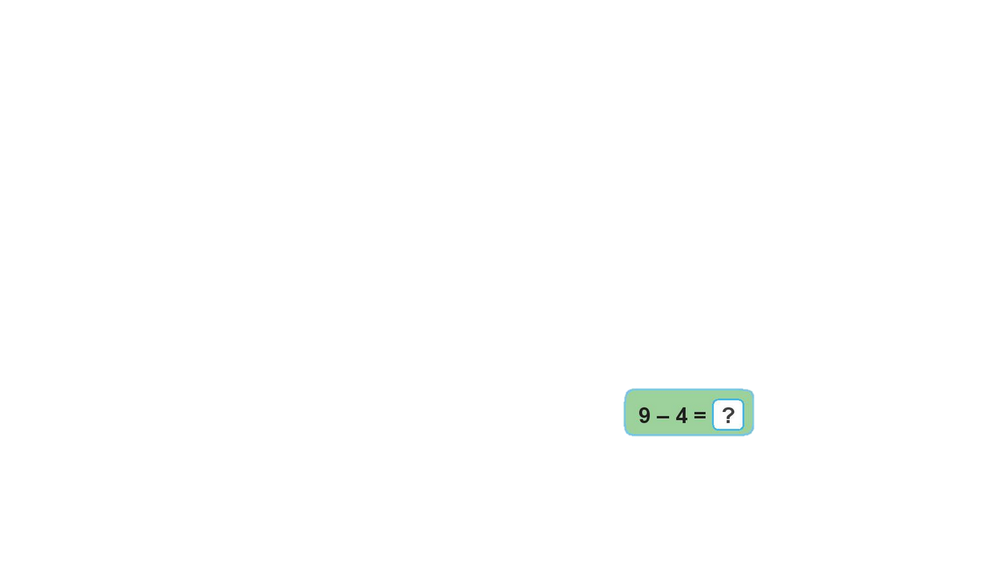 9 – 4 = ?